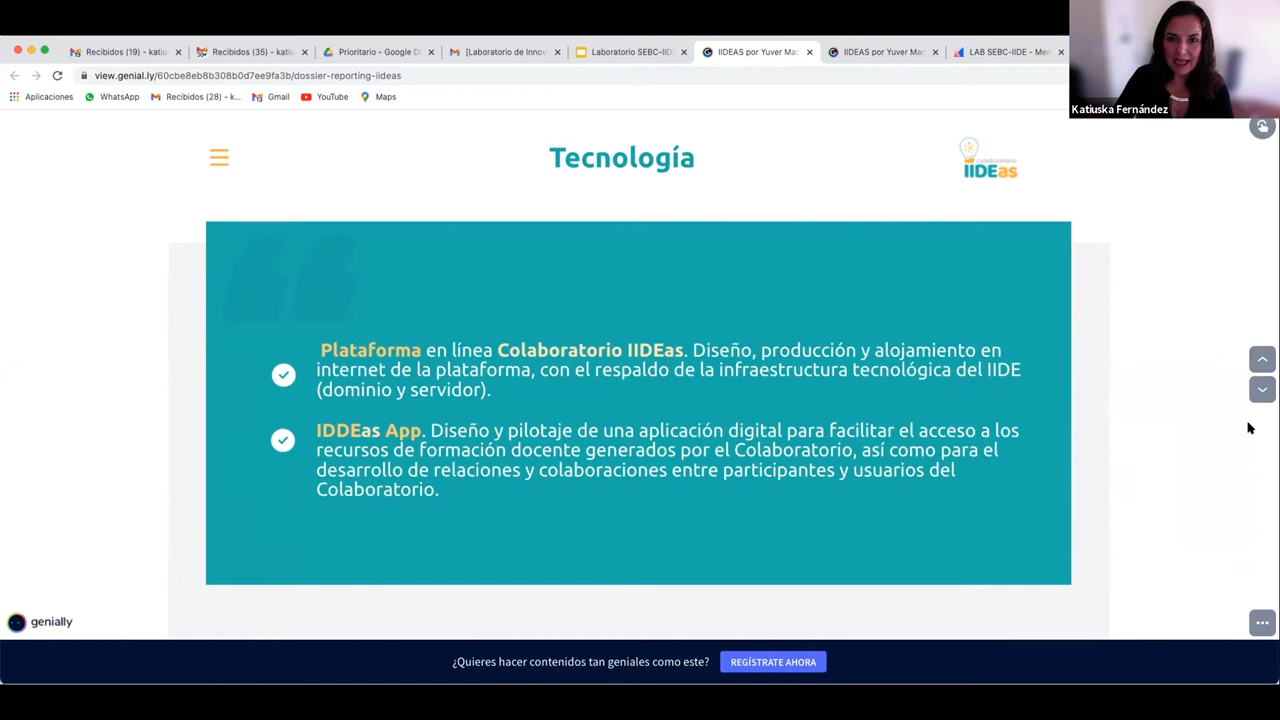 Recibidos (19) - katiu
Recibidos (35) - katiu
Prioritario - Google D
[Laboratorio de Innov
Laboratorio SEBC-IIDE
IIDEAS por Yuver Mac
IIDEAS por Yuver Mac
LAB SEBC-IIDE - Men
view.genial.ly/60cbe8eb8b308b0d7ee9fa3b/dossier-reporting-iideas
Aplicaciones
WhatsApp
Recibidos (28) - k...
Gmail
YouTube
Maps
Katiuska Fernández
Tecnología
IIDEas
Plataforma en línea Colaboratorio IIDEas. Diseño, producción y alojamiento en
internet de la plataforma, con el respaldo de la infraestructura tecnológica del IIDE
(dominio y servidor).
IDDEas App. Diseño y pilotaje de una aplicación digital para facilitar el acceso a los
recursos de formación docente generados por el Colaboratorio, así como para el
desarrollo de relaciones y colaboraciones entre participantes y usuarios del
Colaboratorio.
genially
¿Quieres hacer contenidos tan geniales como este?
REGÍSTRATE AHORA